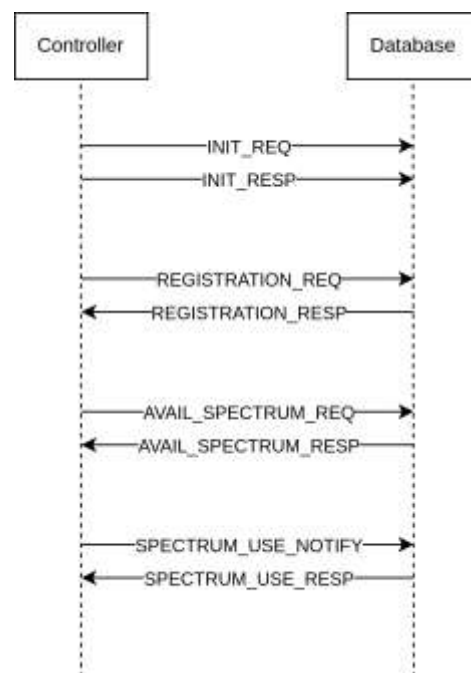 Controller
Database
INIT_REQ
INIT_RESP
REGISTRATION_REQ
REGISTRATION_RESP
AVAIL_SPECTRUM_REQ
AVAIL_SPECTRUM_RESP
SPECTRUM_USE_NOTIFY
SPECTRUM_USE_RESP